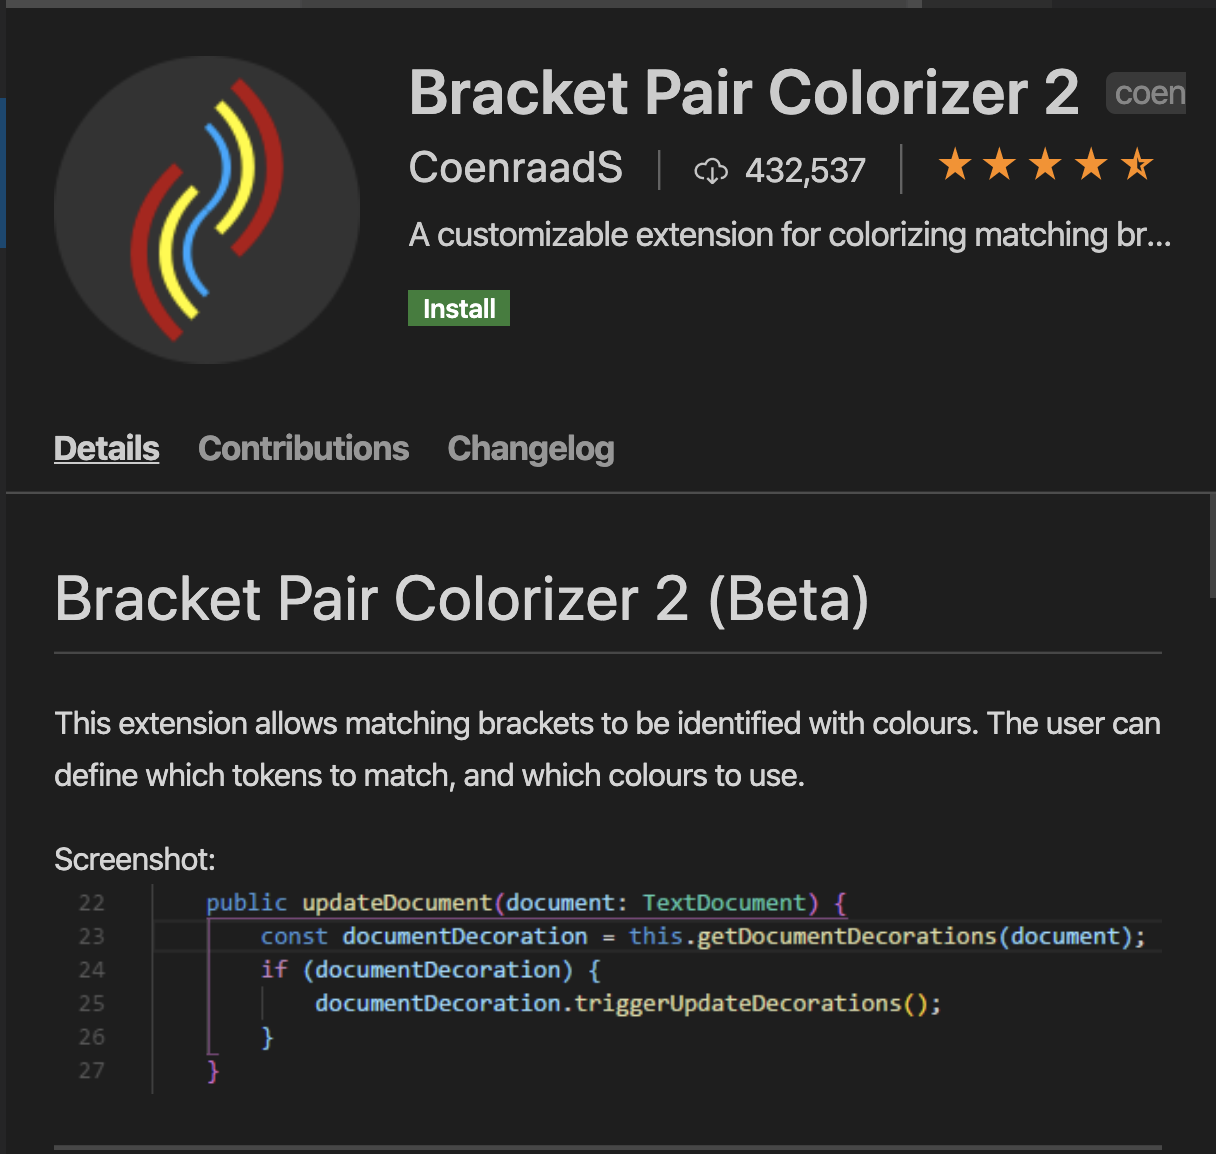 Bracket Pair Colorizer 2 coen
CoenraadS 432,537
A customizable extension for colorizing matching br...
Install
Details Contributions Changelog
Bracket Pair Colorizer 2 (Beta)
This extension allows matching brackets to be identified with colours. The user can
define which tokens to match, and which colours to use.
Screenshot:
22 public updateDocument(document: TextDocument) {
23 const documentDecoration = this.getDocumentDecorations(document);
24 if (documentDecoration) {
25 documentDecoration.triggerUpdateDecorations();
26 }
27 }